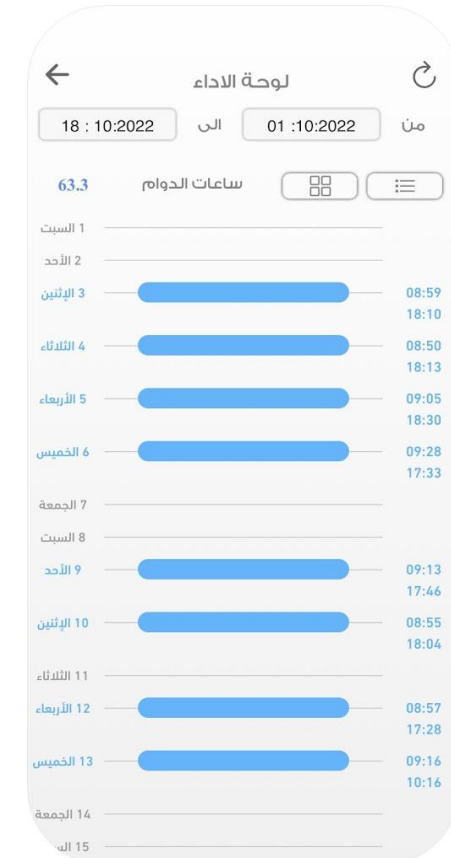 لوحة الاداء
من 01 :10:2022 الى 18 : 10:2022
ساعات الدوام 63.3
1 السبت
2 الأحد
3 الإثنين 08:59
18:10
4 الثلاثاء 08:50
18:13
5 الأربعاء 09:05
18:30
6 الخميس 09:28
17:33
7 الجمعة
8 السبت
9 الأحد 09:13
17:46
10 الإثنين 08:55
18:04
11 الثلاثاء
12 الأربعاء 08:57
17:28
13 الخميس 09:16
10:16
14 الجمعة
15